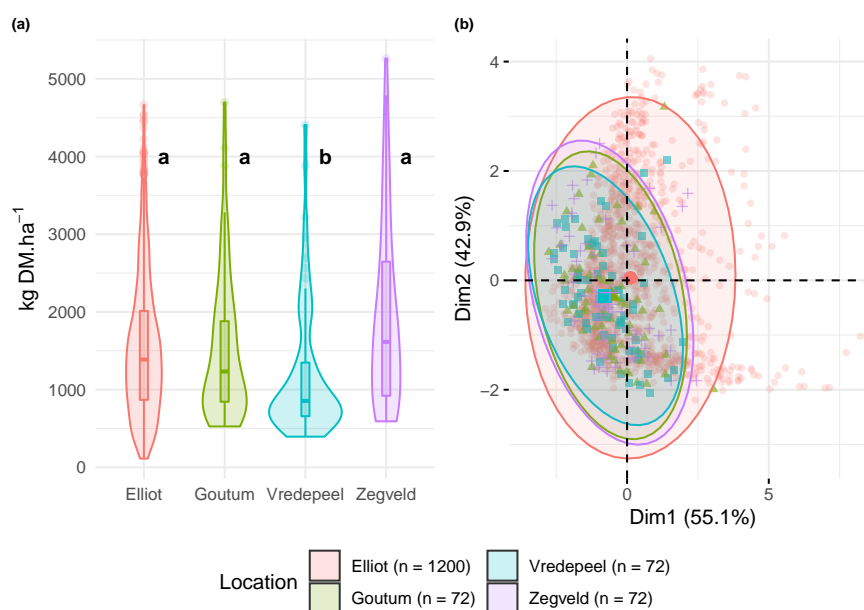 (a)
(b)
kg DM.ha⁻¹
5000
4000
3000
2000
1000
0
a
a
b
a
Elliot
Goutum
Vredepeel
Zegveld
Dim2 (42.9%)
4
2
0
−2
0
5
Dim1 (55.1%)
Location
Elliot (n = 1200)
Goutum (n = 72)
Vredepeel (n = 72)
Zegveld (n = 72)